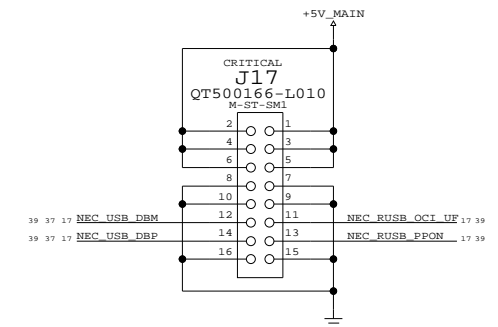 +5V_MAIN
CRITICAL
J17
QT500166-L010
M-ST-SM1
2 1
4 3
6 5
8 7
10 9
39 37 17 NEC_USB_DBM 12 11 NEC_RUSB_OCI_UF 17 39
39 37 17 NEC_USB_DBP 14 13 NEC_RUSB_PPON 17 39
16 15